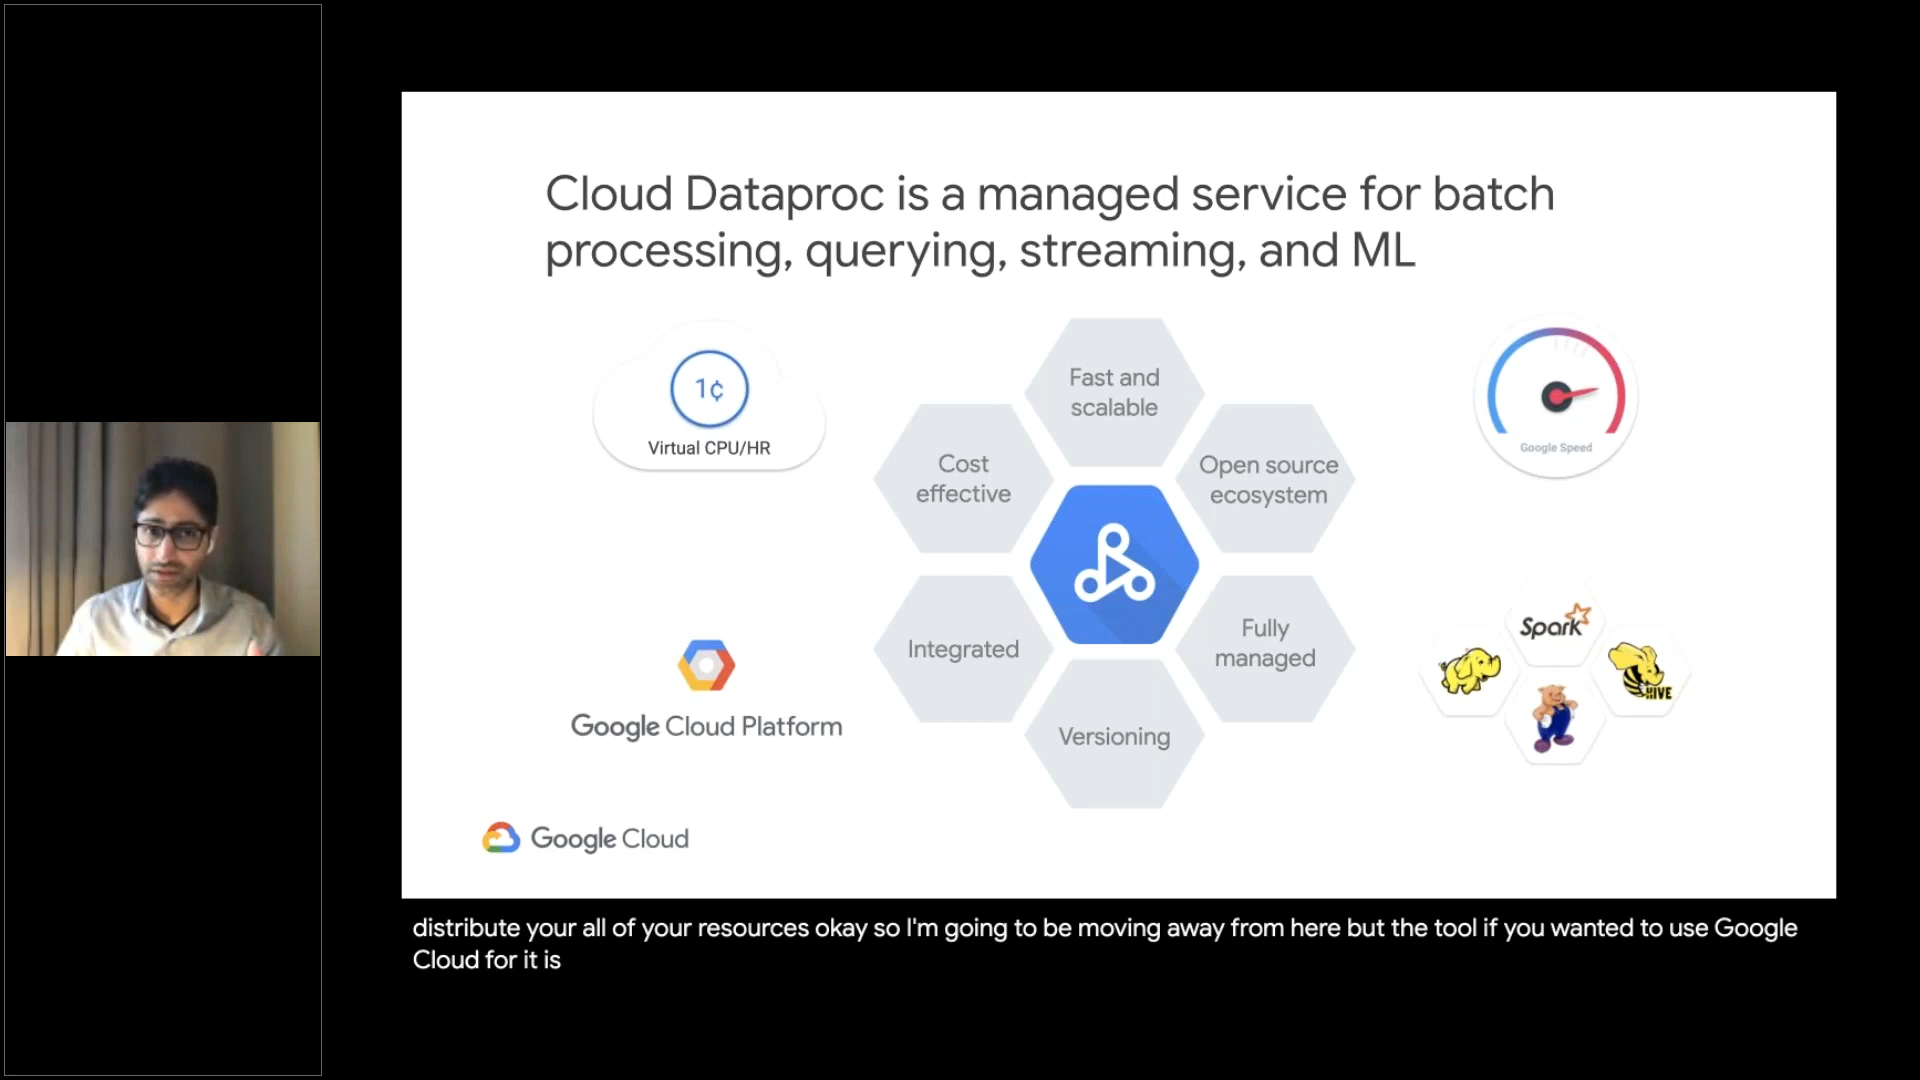 Cloud Dataproc is a managed service for batch
processing, querying, streaming, and ML
1¢
Virtual CPU/HR
Fast and
scalable
Cost
effective
Open source
ecosystem
Google Speed
Integrated
Fully
managed
Versioning
Google Cloud Platform
Spark
HIVE
Google Cloud
distribute your all of your resources okay so I'm going to be moving away from here but the tool if you wanted to use Google
Cloud for it is